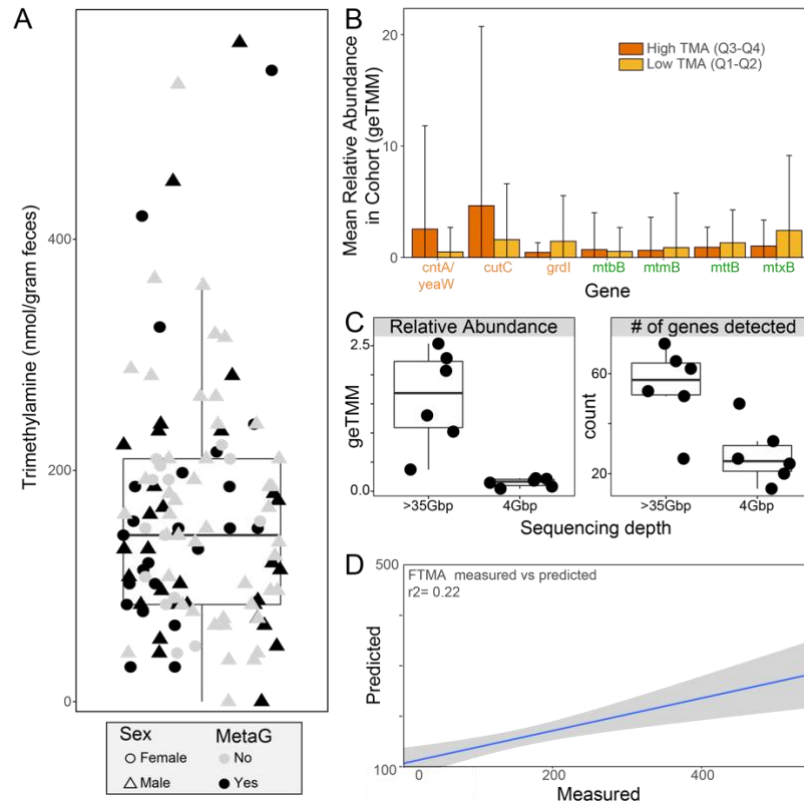 A
Trimethylamine (nmol/gram feces)
400
200
0
Sex
MetaG
Female
No
Male
Yes
B
Mean Relative Abundance
in Cohort (geTMM)
20
10
0
High TMA (Q3-Q4)
Low TMA (Q1-Q2)
cntA/
yeaW
cutC
grdI
mtbB
mtmB
mttB
mtxB
Gene
C
Relative Abundance
# of genes detected
geTMM
2.5
0.0
count
60
20
>35Gbp
4Gbp
>35Gbp
4Gbp
Sequencing depth
D
FTMA measured vs predicted
r2= 0.22
Predicted
500
100
0
200
400
Measured